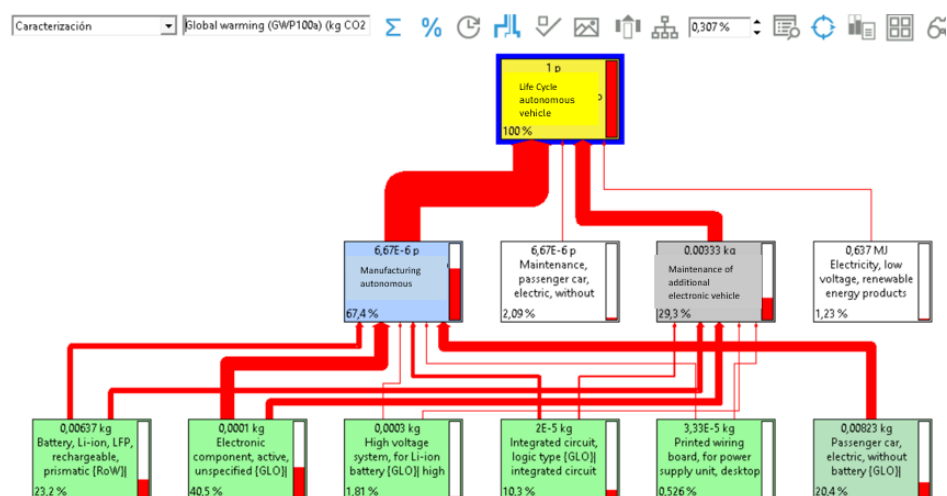 Caracterización
Global warming (GWP100a) (kg CO2
Σ
%
0,307 %
1 p
Life Cycle
autonomous
vehicle
100 %
6,67E-6 p
Manufacturing
autonomous
67,4 %
6,67E-6 p
Maintenance,
passenger car,
electric, without
2,09 %
0,00333 kg
Maintenance of
additional
electronic vehicle
29,3 %
0,637 MJ
Electricity, low
voltage, renewable
energy products
1,23 %
0,00637 kg
Battery, Li-ion, LFP,
rechargeable,
prismatic {RoW}|
23,2 %
0,0001 kg
Electronic
component, active,
unspecified {GLO}|
40,5 %
0,0003 kg
High voltage
system, for Li-ion
battery {GLO}| high
1,81 %
2E-5 kg
Integrated circuit,
logic type {GLO}|
integrated circuit
10,3 %
3,33E-5 kg
Printed wiring
board, for power
supply unit, desktop
0,526 %
0,00823 kg
Passenger car,
electric, without
battery {GLO}|
20,4 %